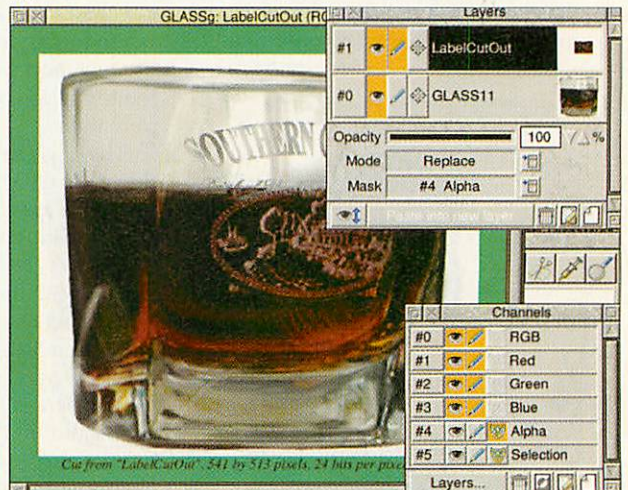 GLASSg: LabelCutOut (RG
Layers
#1 LabelCutOut
#0 GLASS11
Opacity 100 %
Mode Replace
Mask #4 Alpha
Paste into new layer
SOUTHERN
Channels
#0 RGB
#1 Red
#2 Green
#3 Blue
#4 Alpha
#5 Selection
Layers...
Cut from "LabelCutOut", 541 by 513 pixels, 24 bits per pixel